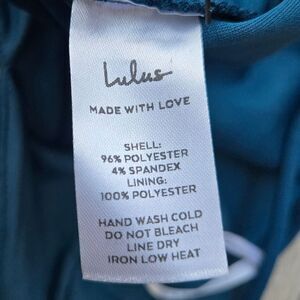 Lulus
MADE WITH LOVE
SHELL:
96% POLYESTER
4% SPANDEX
LINING:
100% POLYESTER
HAND WASH COLD
DO NOT BLEACH
LINE DRY
IRON LOW HEAT